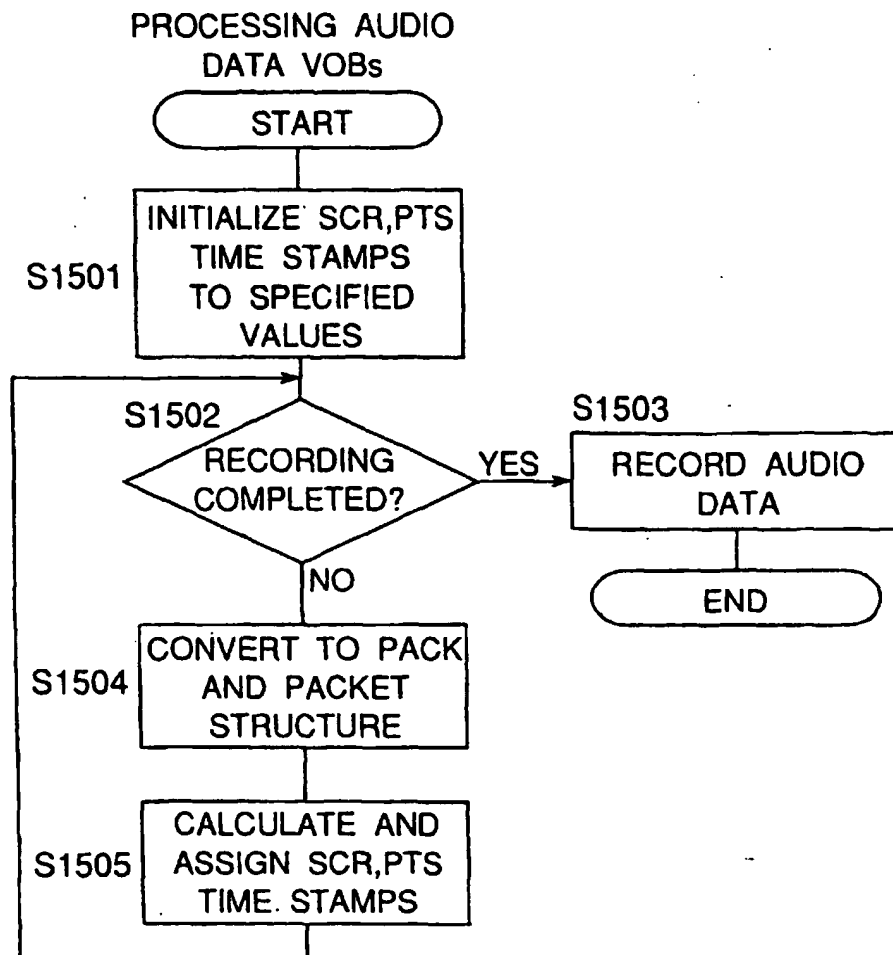 PROCESSING AUDIO
DATA VOBs
START
S1501
INITIALIZE SCR,PTS
TIME STAMPS
TO SPECIFIED
VALUES
S1502
RECORDING
COMPLETED?
YES
S1503
RECORD AUDIO
DATA
END
NO
S1504
CONVERT TO PACK
AND PACKET
STRUCTURE
S1505
CALCULATE AND
ASSIGN SCR,PTS
TIME. STAMPS